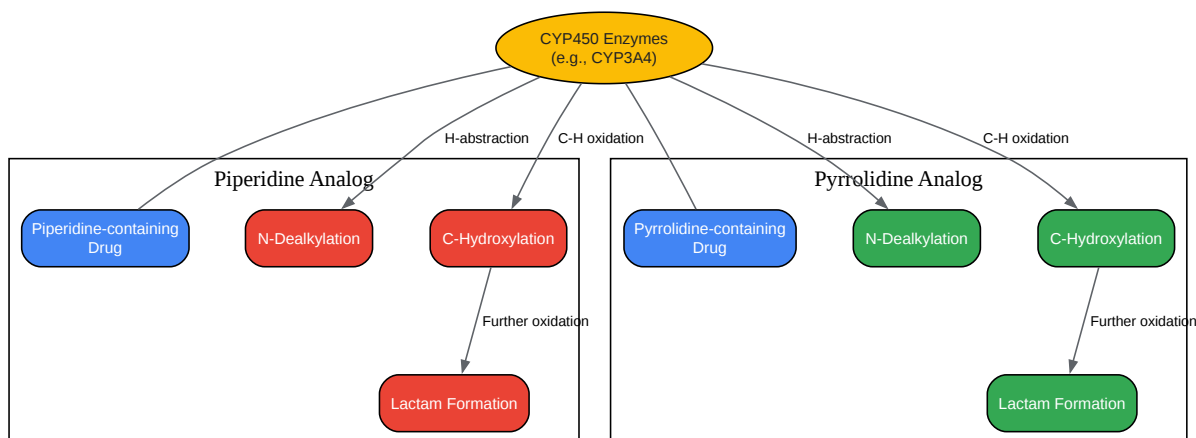 CYP450 Enzymes
(e.g., CYP3A4)
H-abstraction
C-H oxidation
H-abstraction
C-H oxidation
Piperidine Analog
Pyrrolidine Analog
Piperidine-containing
Drug
N-Dealkylation
C-Hydroxylation
Pyrrolidine-containing
Drug
N-Dealkylation
C-Hydroxylation
Further oxidation
Further oxidation
Lactam Formation
Lactam Formation